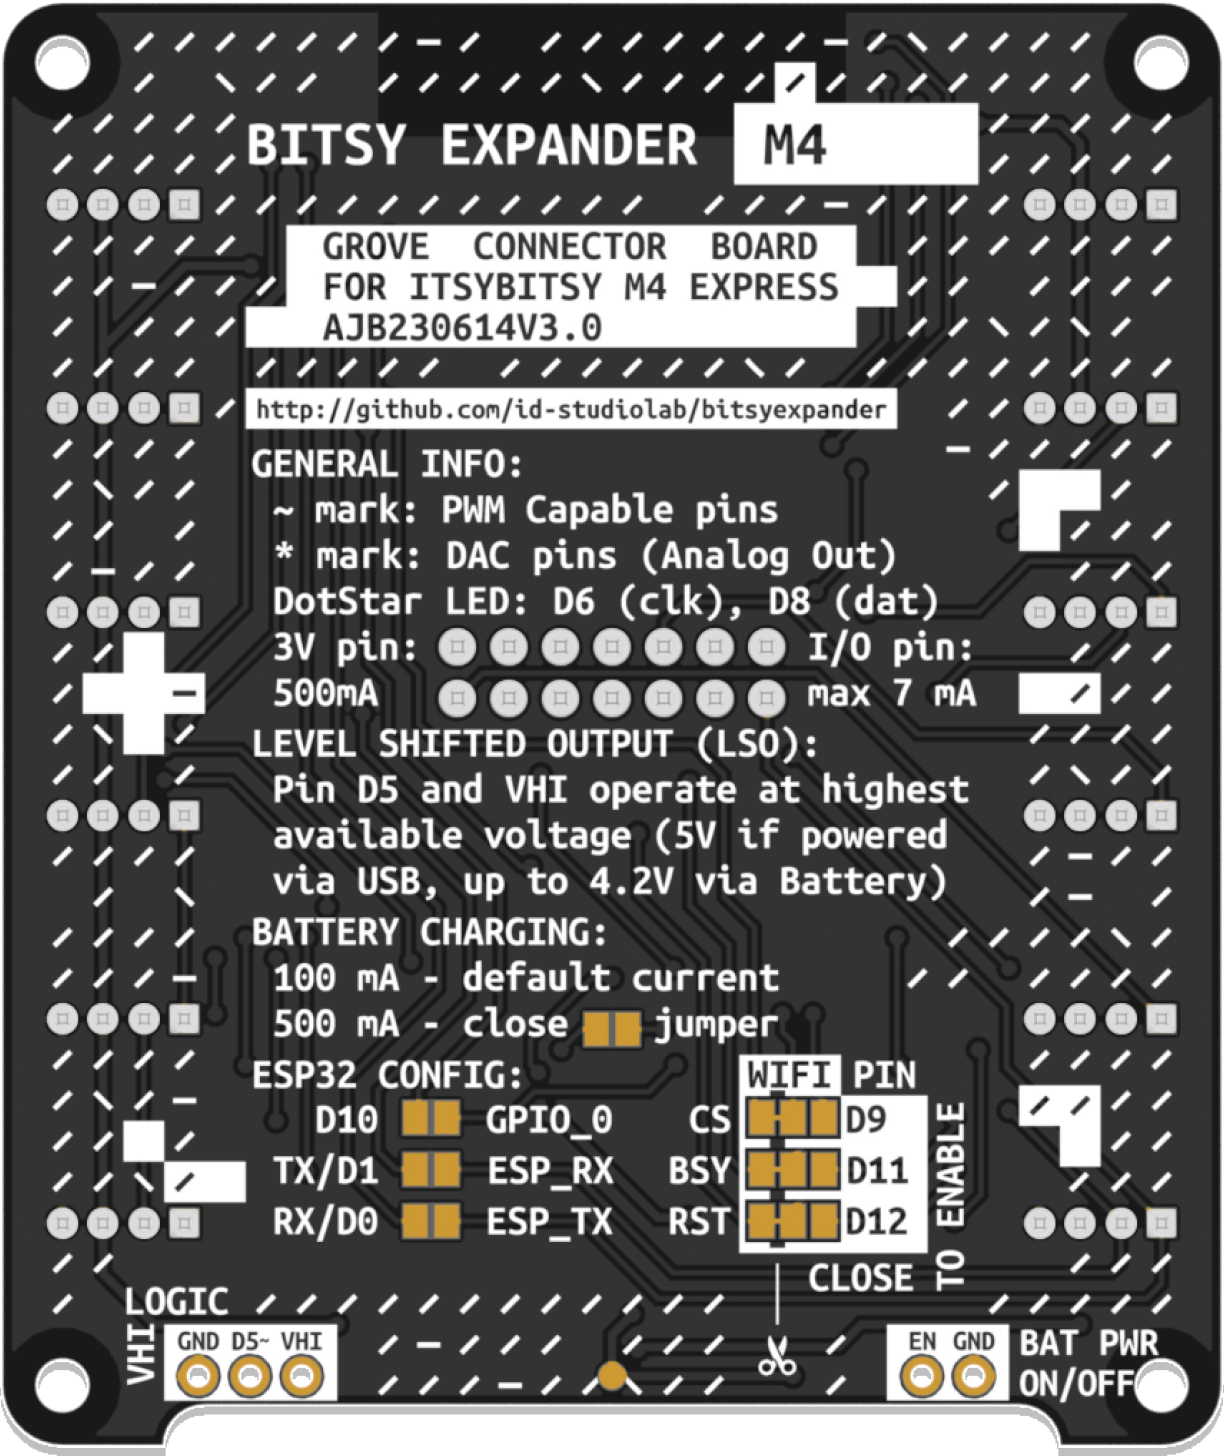 BITSY EXPANDER M4
GROVE CONNECTOR BOARD
FOR ITSYBITSY M4 EXPRESS
AJB230614V3.0
http://github.com/id-studiolab/bitsyexpander
GENERAL INFO:
~ mark: PWM Capable pins
* mark: DAC pins (Analog Out)
DotStar LED: D6 (clk), D8 (dat)
3V pin: I/O pin:
500mA max 7 mA
LEVEL SHIFTED OUTPUT (LSO):
Pin D5 and VHI operate at highest
available voltage (5V if powered
via USB, up to 4.2V via Battery)
BATTERY CHARGING:
100 mA - default current
500 mA - close jumper
ESP32 CONFIG: WIFI PIN
D10 GPIO_0 CS D9
TX/D1 ESP_RX BSY D11
RX/D0 ESP_TX RST D12
TO ENABLE
CLOSE
LOGIC
VHI
GND D5~ VHI
EN GND
BAT PWR
ON/OFF